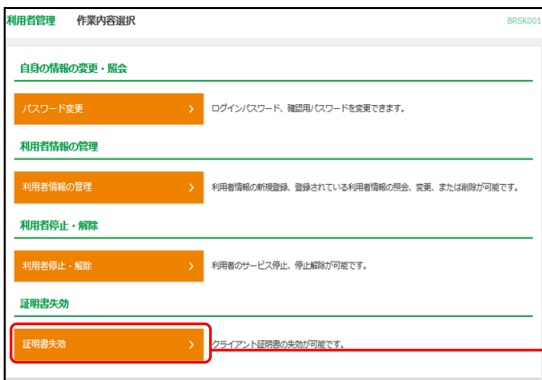 利用者管理 作業内容選択 BRSK001
自身の情報の変更・照会
パスワード変更 ログインパスワード、確認用パスワードを変更できます。
利用者情報の管理
利用者情報の管理 利用者情報の新規登録、登録されている利用者情報の照会、変更、または削除が可能です。
利用者停止・解除
利用者停止・解除 利用者のサービス停止、停止解除が可能です。
証明書失効
証明書失効 クライアント証明書の失効が可能です。